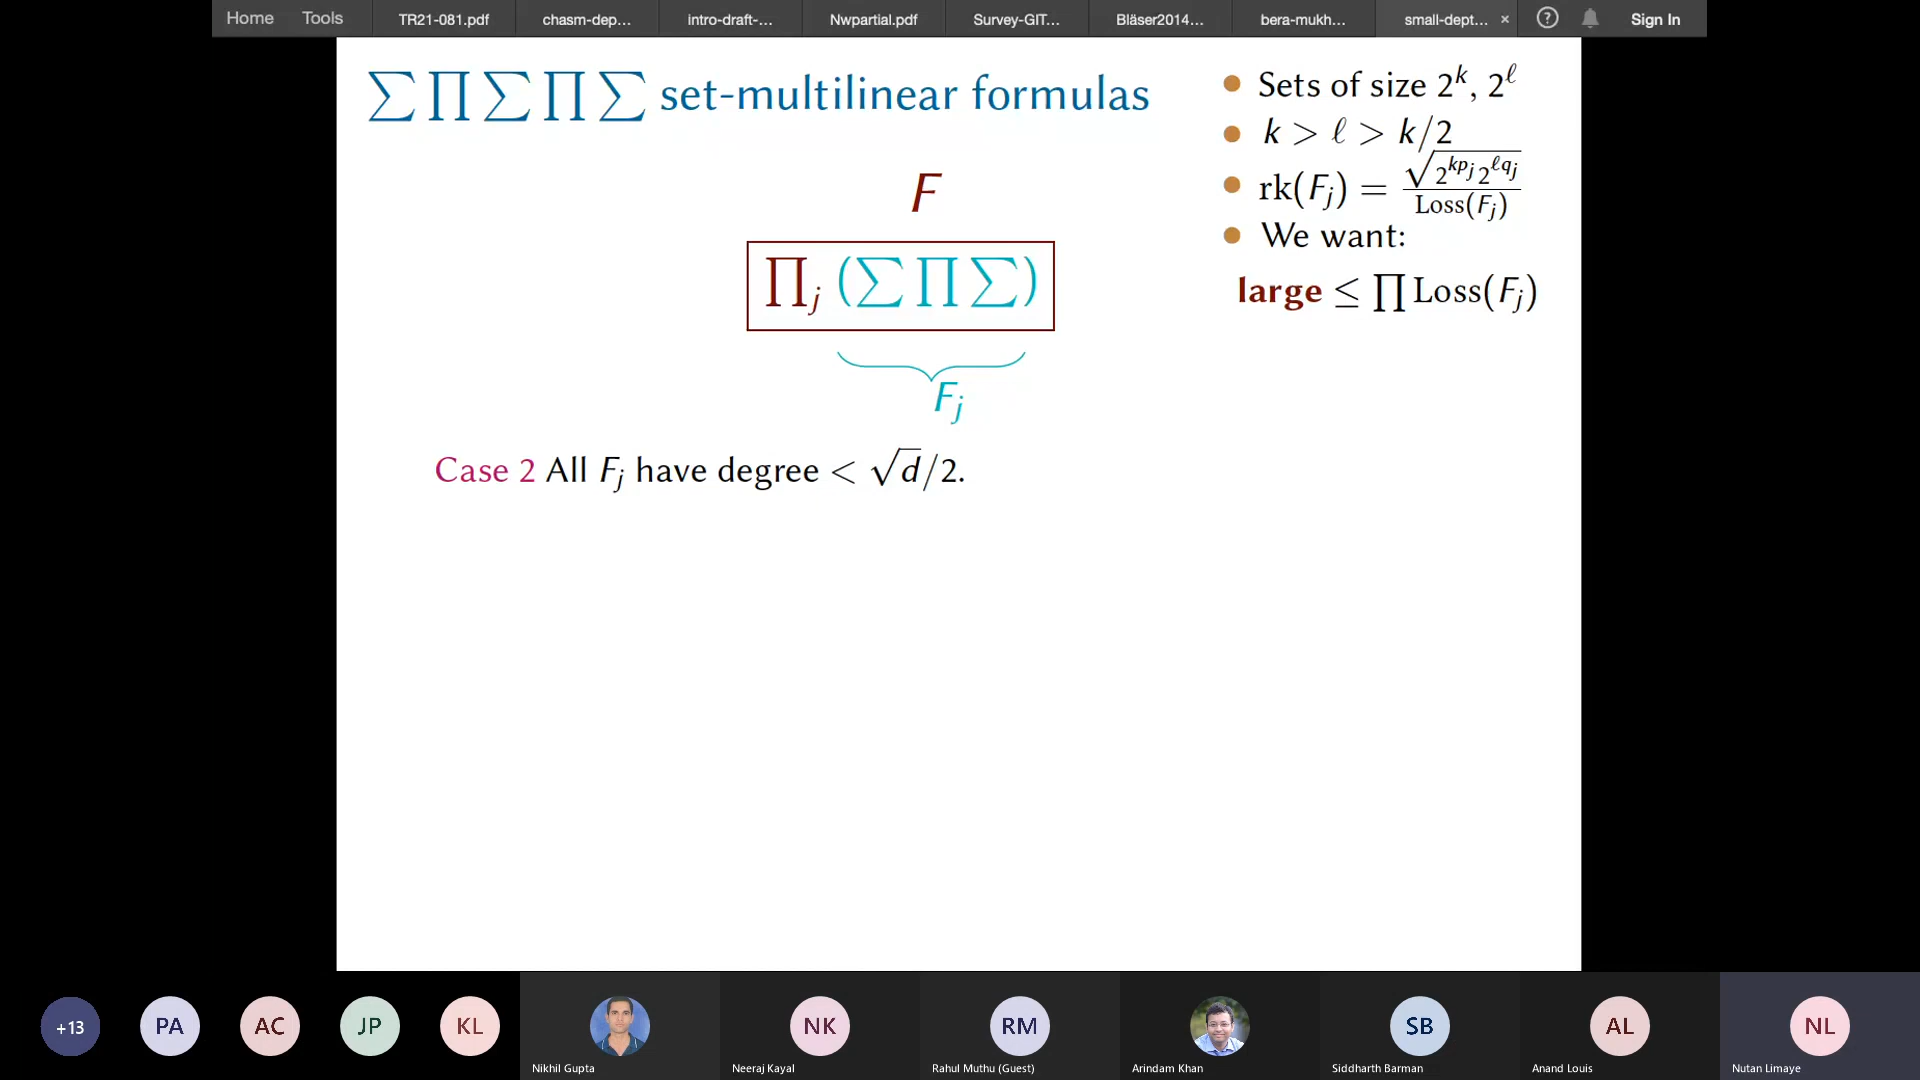 Home Tools TR21-081.pdf chasm-dep... intro-draft-... Nwpartial.pdf Survey-GIT... Bläser2014... bera-mukh... small-dept... × ? Sign In
∑∏∑∏∑ set-multilinear formulas
F
∏_j (∑∏∑)
F_j
Case 2 All F_j have degree < √d/2.
• Sets of size 2^k, 2^ℓ
• k > ℓ > k/2
• rk(F_j) = √(2^{kp_j} 2^{ℓq_j}) / Loss(F_j)
• We want:
large ≤ ∏ Loss(F_j)
+13 PA AC JP KL NK RM SB AL NL
Nikhil Gupta Neeraj Kayal Rahul Muthu (Guest) Arindam Khan Siddharth Barman Anand Louis Nutan Limaye